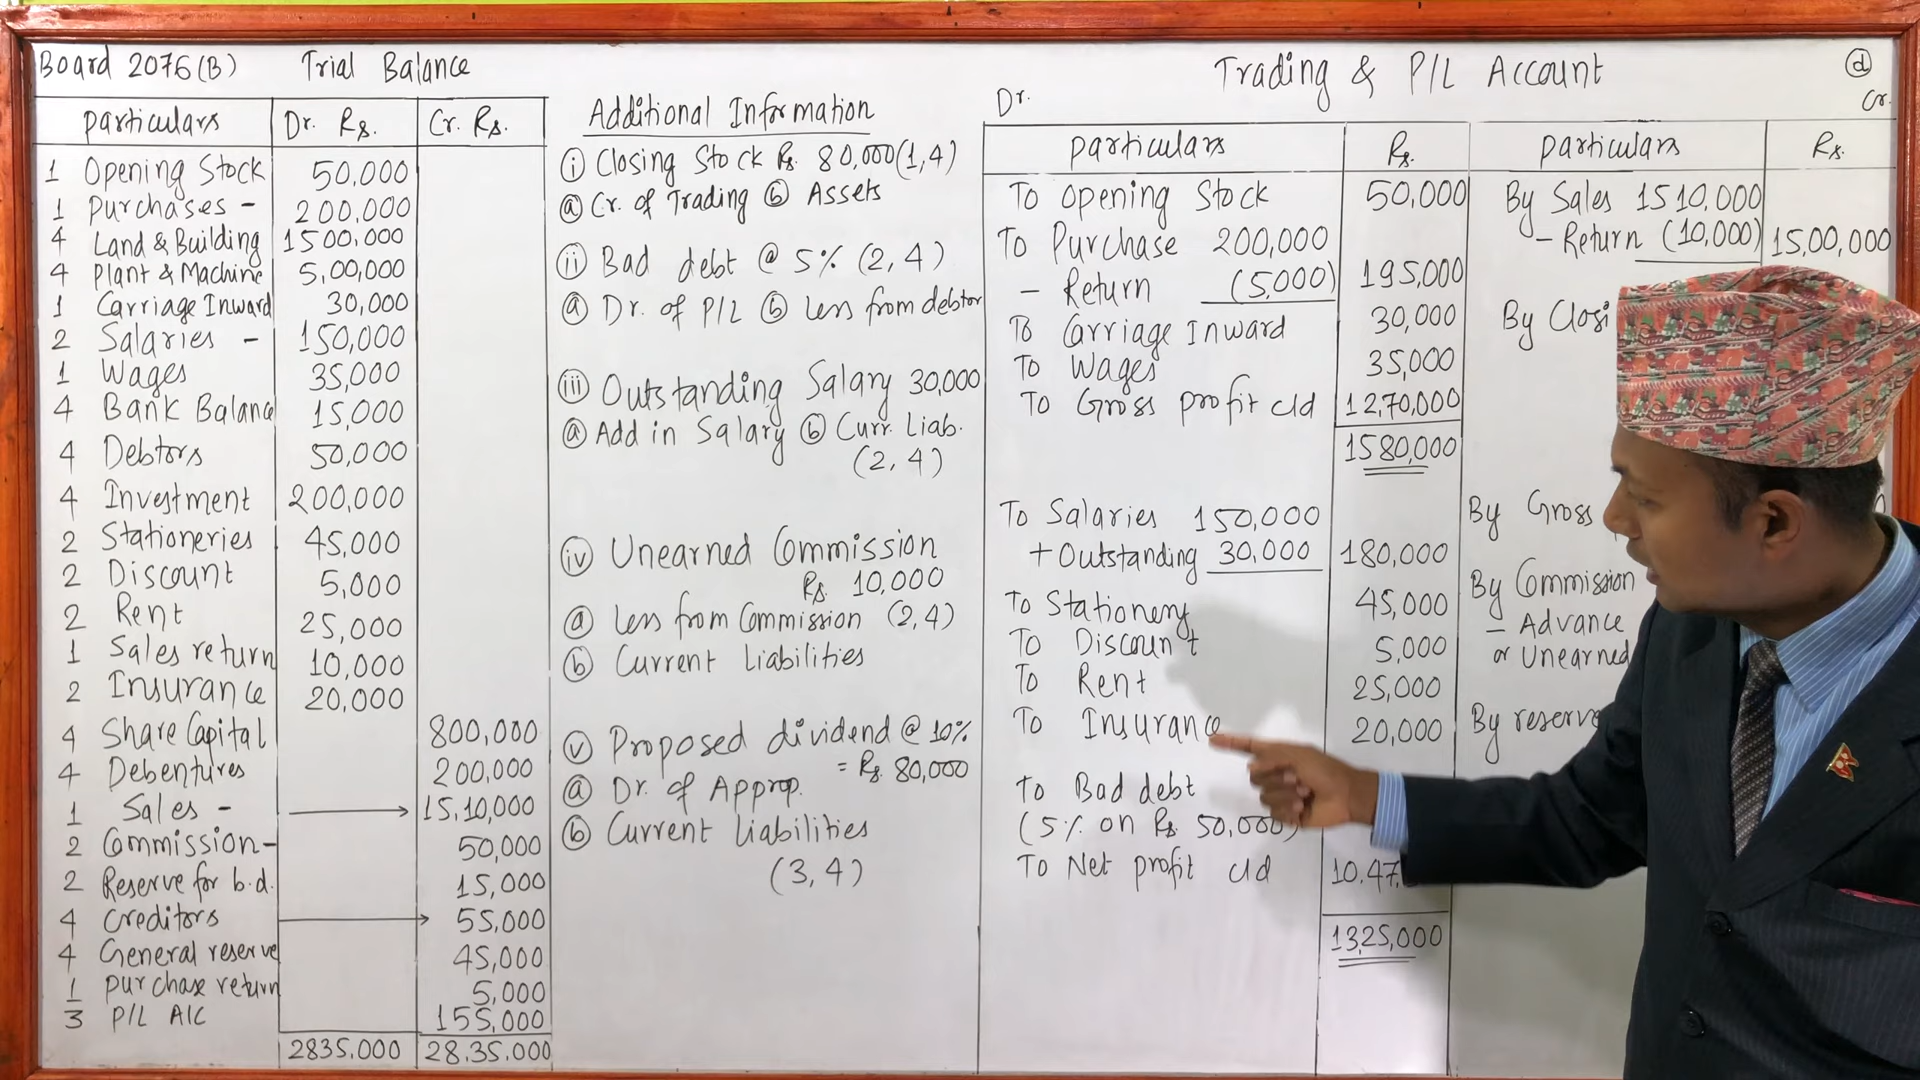 Board 2076(B) Trial Balance
particulars Dr. Rs. Cr. Rs.
1 Opening Stock 50,000
1 Purchases - 200,000
4 Land & Building 1500,000
4 Plant & Machine 5,00,000
1 Carriage Inward 30,000
2 Salaries - 150,000
1 Wages 35,000
4 Bank Balance 15,000
4 Debtors 50,000
4 Investment 200,000
2 Stationeries 45,000
2 Discount 5,000
2 Rent 25,000
1 Sales return 10,000
2 Insurance 20,000
4 Share Capital 800,000
4 Debentures 200,000
1 Sales - 15,10,000
2 Commission- 50,000
2 Reserve for b.d. 15,000
4 Creditors 55,000
4 General reserve 45,000
1 purchase return 5,000
3 P/L A/C 155,000
2835,000 28,35,000
Additional Information
(i) Closing Stock Rs. 80,000 (1,4)
(a) Cr. of Trading (b) Assets
(ii) Bad debt @ 5% (2,4)
(a) Dr. of P/L (b) Less from debtor
(iii) Outstanding Salary 30,000
(a) Add in Salary (b) Curr. Liab.
(2,4)
(iv) Unearned Commission
Rs. 10,000
(a) Less from Commission (2,4)
(b) Current Liabilities
(v) Proposed dividend @ 10%
= Rs. 80,000
(a) Dr. of Approp.
(b) Current Liabilities
(3,4)
Trading & P/L Account (d)
Dr. Cr.
particulars Rs. particulars Rs.
To Opening Stock 50,000 By Sales 1510,000
To Purchase 200,000 - Return (10,000) 15,00,000
- Return (5,000) 195,000
To Carriage Inward 30,000 By
To Wages 35,000
To Gross profit c/d 12,70,000
1580,000
To Salaries 150,000 By Gross
+ Outstanding 30,000 180,000
To Stationery 45,000 By Commission
To Discount 5,000 - Advance
or Unearned
To Rent 25,000
To Insurance 20,000 By reserve
To Bad debt
(5% on Rs. 50,000)
To Net profit c/d
13,25,000